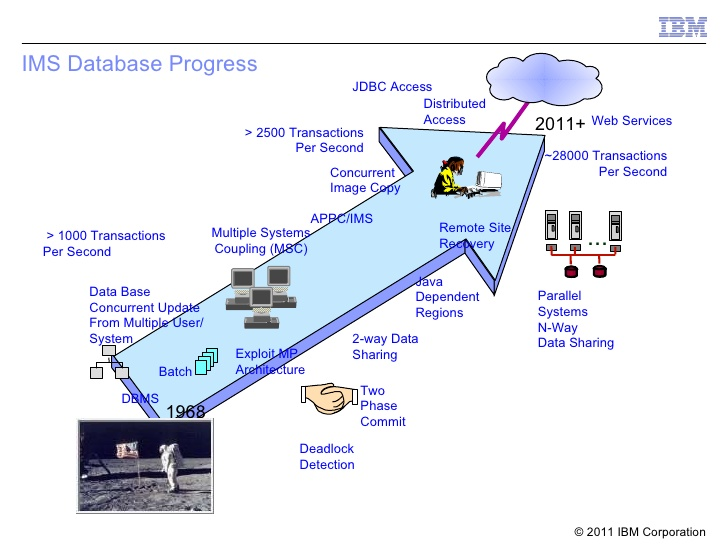 IBM
IMS Database Progress
JDBC Access
Distributed
Access
2011+
Web Services
> 2500 Transactions
Per Second
~28000 Transactions
Per Second
Concurrent
Image Copy
APPC/IMS
Multiple Systems
Coupling (MSC)
Remote Site
Recovery
> 1000 Transactions
Per Second
...
Data Base
Concurrent Update
From Multiple User/
System
Java
Dependent
Regions
Parallel
Systems
N-Way
Data Sharing
2-way Data
Sharing
Exploit MP
Architecture
Batch
DBMS
1968
Two
Phase
Commit
Deadlock
Detection
© 2011 IBM Corporation